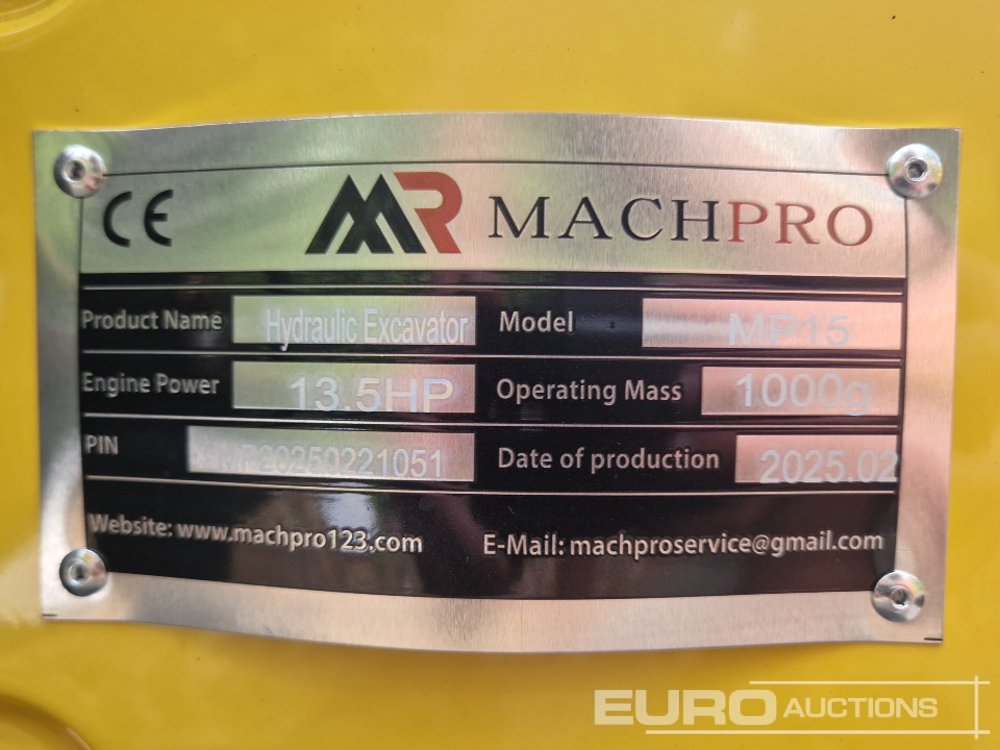 CE MR MACHPRO
Product Name Hydraulic Excavator Model MP15
Engine Power 13.5HP Operating Mass 1000g
PIN Date of production 2025.02
Website: www.machpro123.com E-Mail: machproservice@gmail.com
EURO AUCTIONS